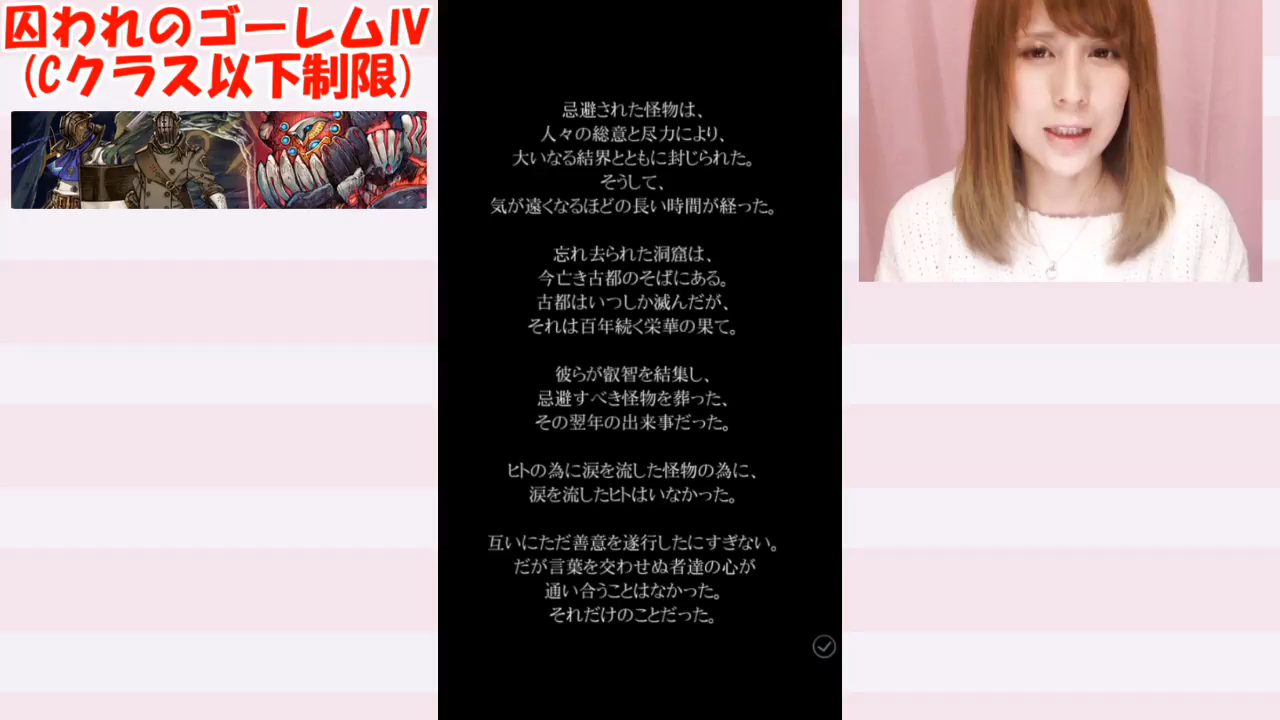 囚われのゴーレムⅣ
(Cクラス以下制限)
忌避された怪物は、
人々の総意と尽力により、
大いなる結界とともに封じられた。
そうして、
気が遠くなるほどの長い時間が経った。
忘れ去られた洞窟は、
今亡き古都のそばにある。
古都はいつしか滅んだが、
それは百年続く栄華の果て。
彼らが叡智を結集し、
忌避すべき怪物を葬った、
その翌年の出来事だった。
ヒトの為に涙を流した怪物の為に、
涙を流したヒトはいなかった。
互いにただ善意を遂行したにすぎない。
だが言葉を交わせぬ者達の心が
通い合うことはなかった。
それだけのことだった。